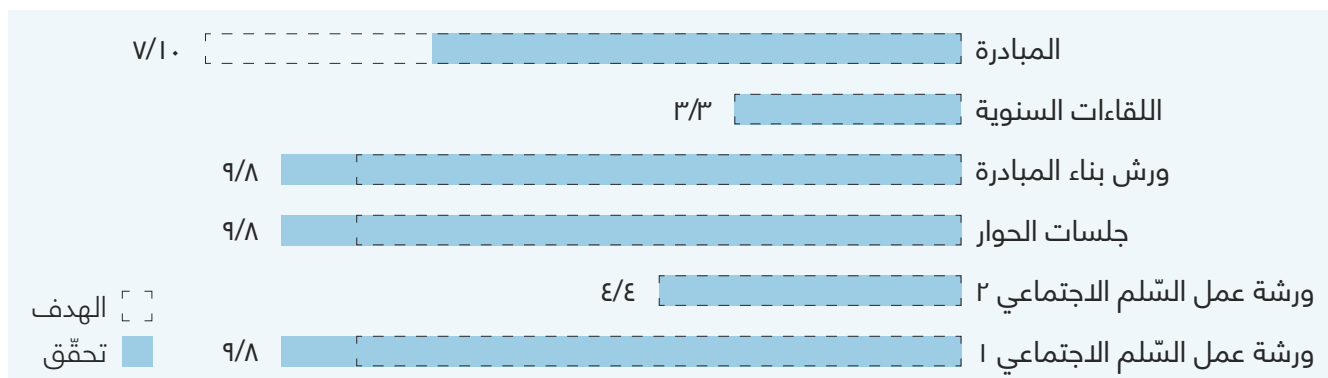 المبادرة ٧/١٠
اللقاءات السنوية ٣/٣
ورش بناء المبادرة ٩/٨
جلسات الحوار ٩/٨
ورشة عمل السّلم الاجتماعي ٢ ٤/٤
ورشة عمل السّلم الاجتماعي ١ ٩/٨
الهدف
تحقّق